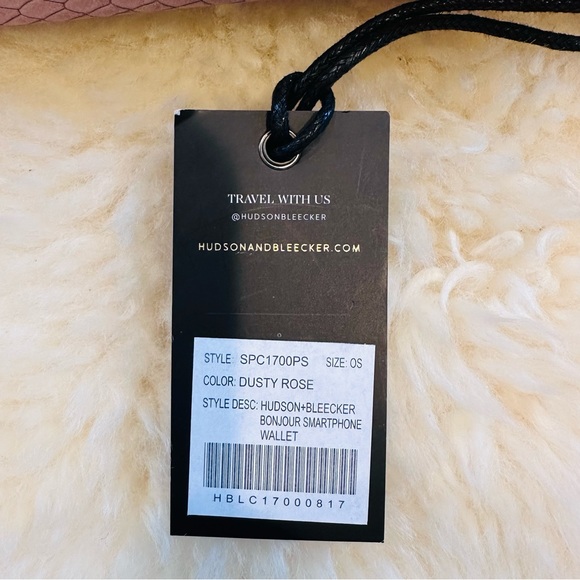 TRAVEL WITH US
@HUDSONBLEECKER
HUDSONANDBLEECKER.COM
STYLE: SPC1700PS SIZE: OS
COLOR: DUSTY ROSE
STYLE DESC: HUDSON+BLEECKER
BONJOUR SMARTPHONE
WALLET
HBLC17000817